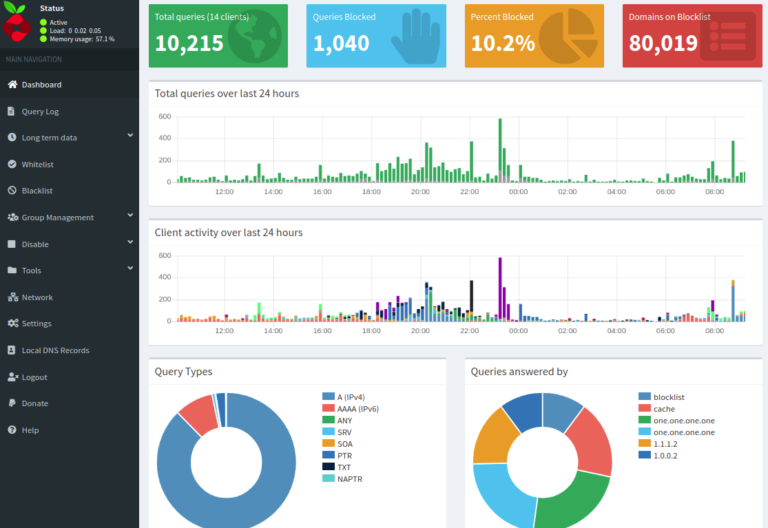 Status
Active
Load: 0 0.02 0.05
Memory usage: 57.1 %
MAIN NAVIGATION
Dashboard
Query Log
Long term data
Whitelist
Blacklist
Group Management
Disable
Tools
Network
Settings
Local DNS Records
Logout
Donate
Help
Total queries (14 clients)
10,215
Queries Blocked
1,040
Percent Blocked
10.2%
Domains on Blocklist
80,019
Total queries over last 24 hours
600
400
200
0
12:00 14:00 16:00 18:00 20:00 22:00 00:00 02:00 04:00 06:00 08:00
Client activity over last 24 hours
600
400
200
0
12:00 14:00 16:00 18:00 20:00 22:00 00:00 02:00 04:00 06:00 08:00
Query Types
A (IPv4)
AAAA (IPv6)
ANY
SRV
SOA
PTR
TXT
NAPTR
Queries answered by
blocklist
cache
one.one.one.one
one.one.one.one
1.1.1.2
1.0.0.2